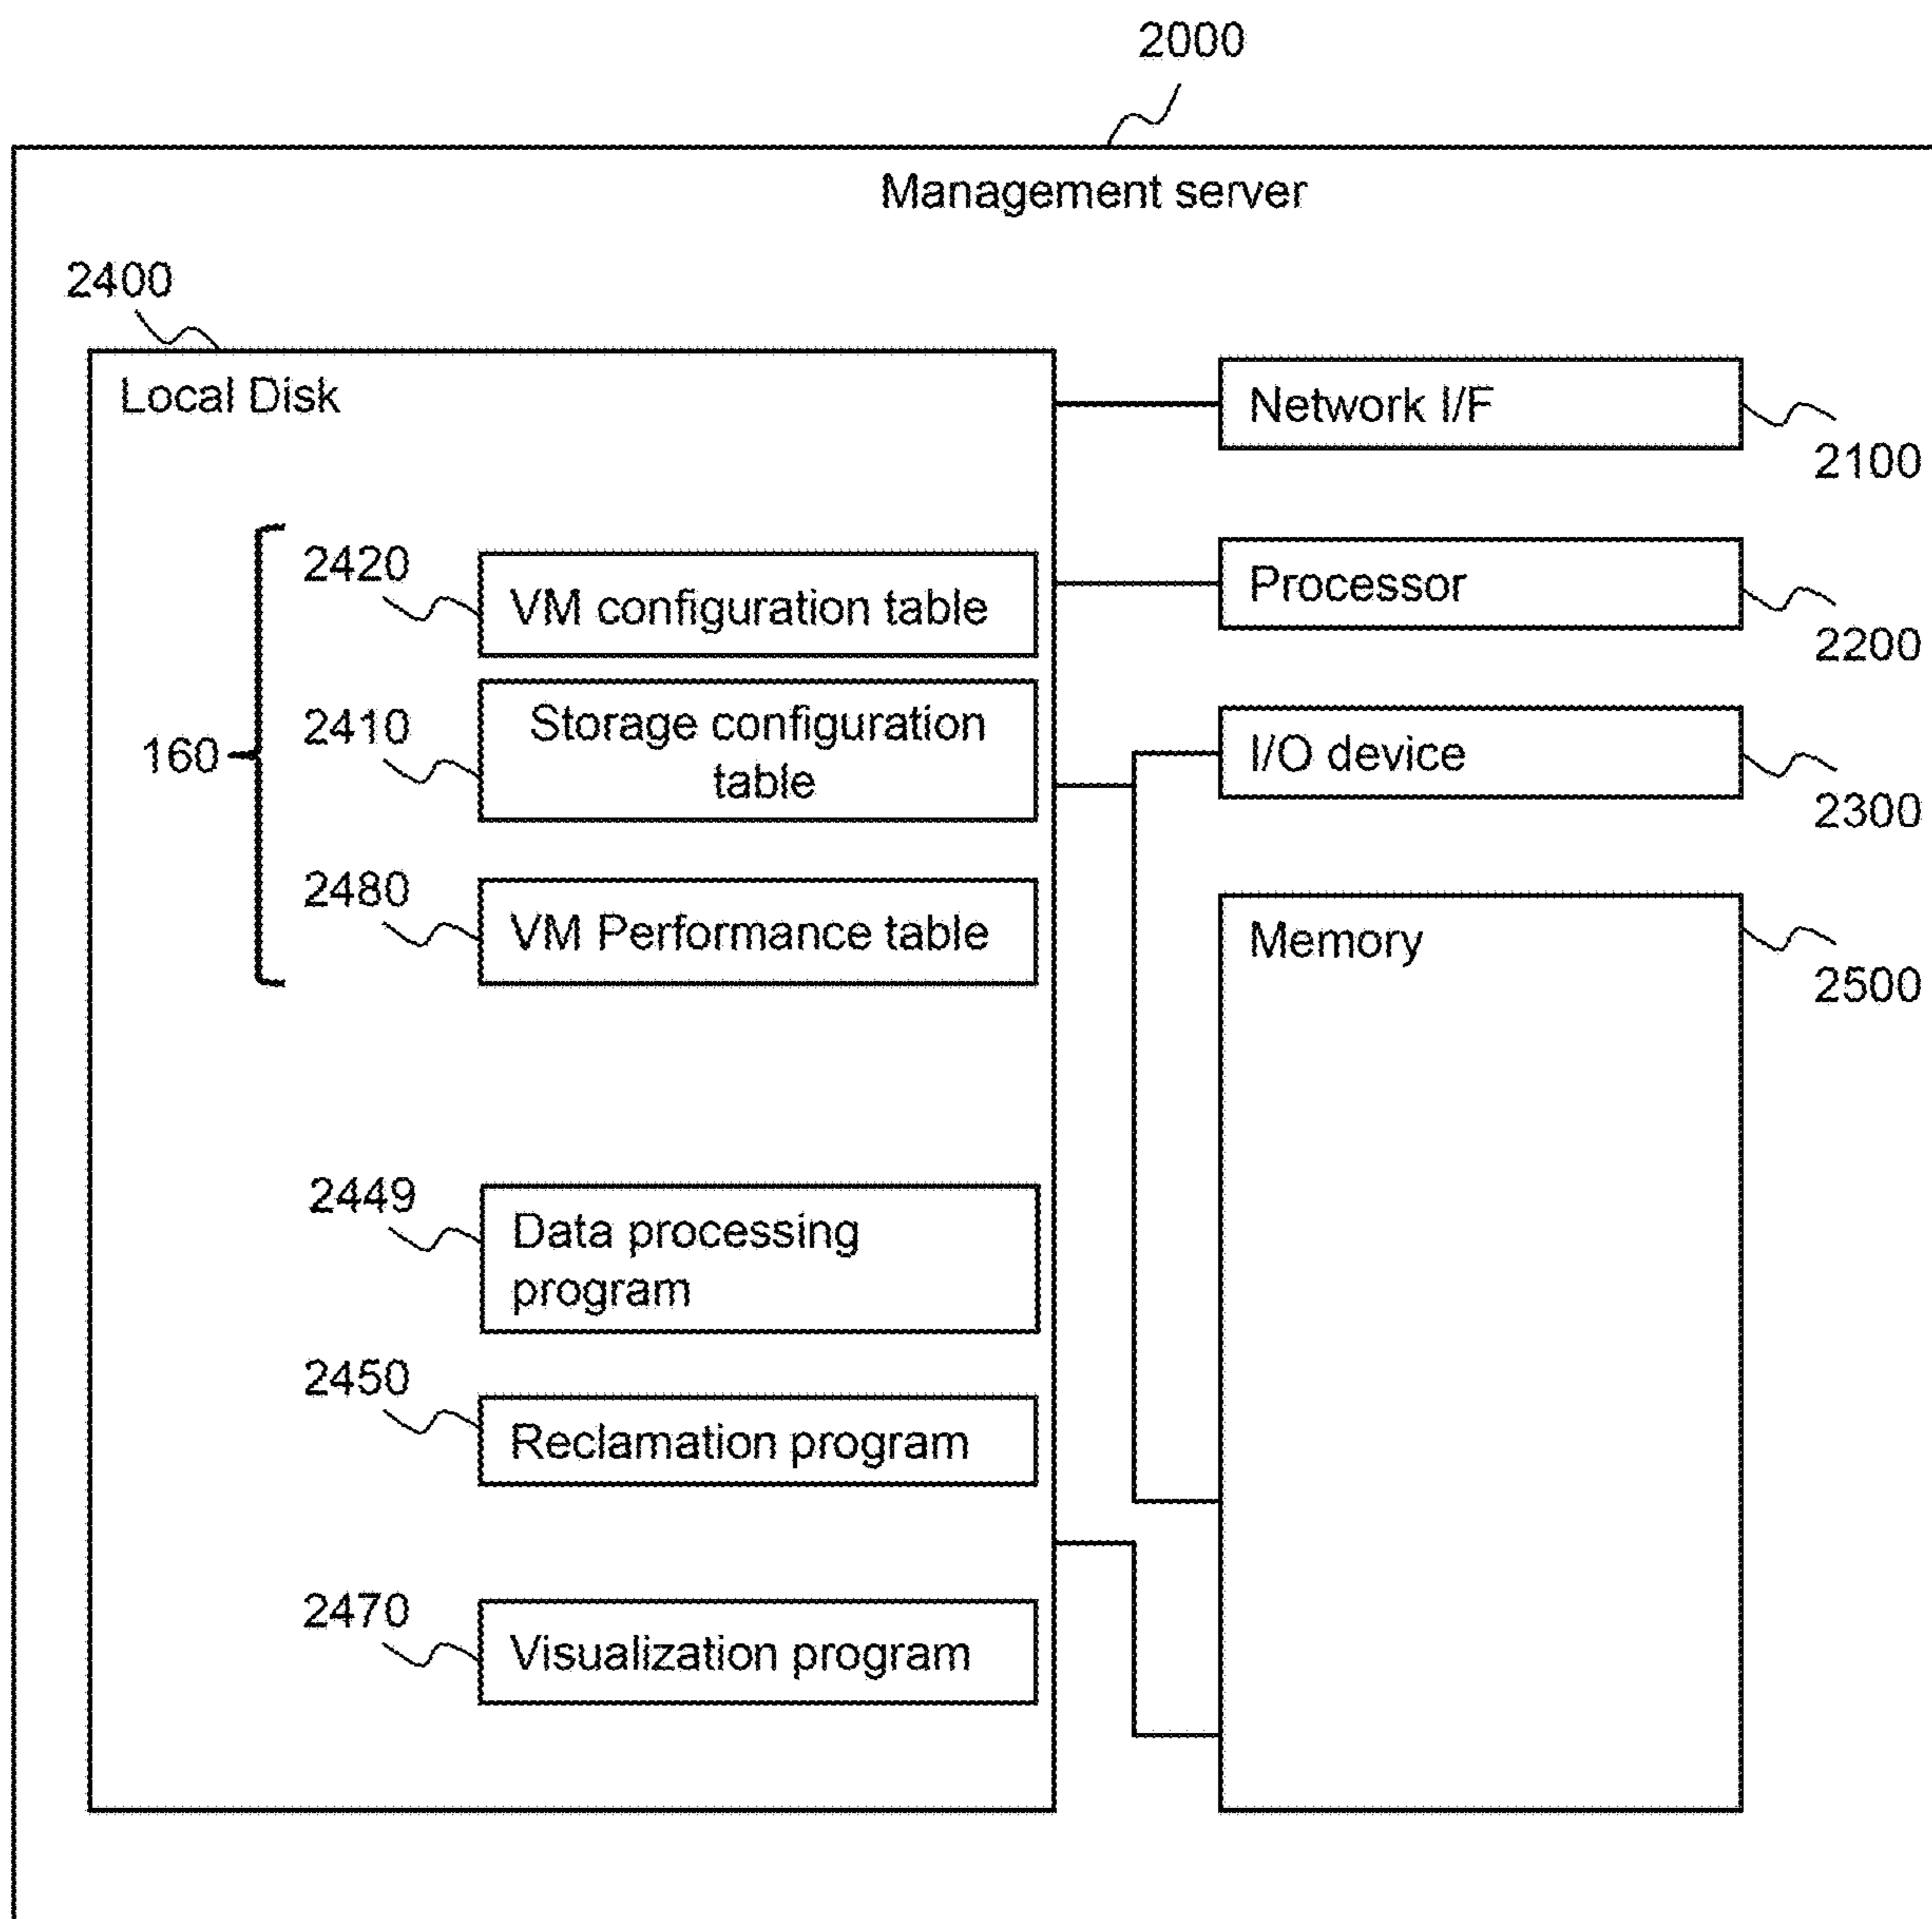 2000
Management server
2400
Local Disk
Network I/F
2100
2420
VM configuration table
Processor
2200
160
2410
Storage configuration
table
I/O device
2300
2480
VM Performance table
Memory
2500
2449
Data processing
program
2450
Reclamation program
2470
Visualization program